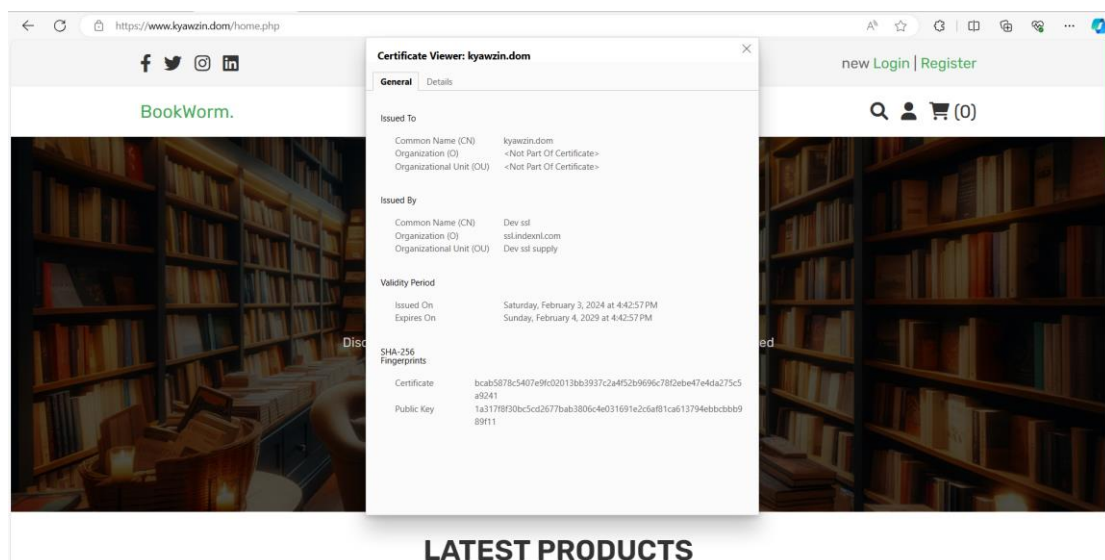 https://www.kyawzin.dom/home.php
new Login | Register
BookWorm.
(0)
Certificate Viewer: kyawzin.dom
General Details
Issued To
Common Name (CN) kyawzin.dom
Organization (O) <Not Part Of Certificate>
Organizational Unit (OU) <Not Part Of Certificate>
Issued By
Common Name (CN) Dev ssl
Organization (O) ssl.indexnl.com
Organizational Unit (OU) Dev ssl supply
Validity Period
Issued On Saturday, February 3, 2024 at 4:42:57 PM
Expires On Sunday, February 4, 2029 at 4:42:57 PM
SHA-256
Fingerprints
Certificate bcab5878c5407e9fc02013bb3937c2a4f52b9696c78f2ebe47e4da275c5
a9241
Public Key 1a317f8f30bc5cd2677bab3806c4e031691e2c6af81ca613794ebbcbbb9
89f11
Disc
ed
LATEST PRODUCTS